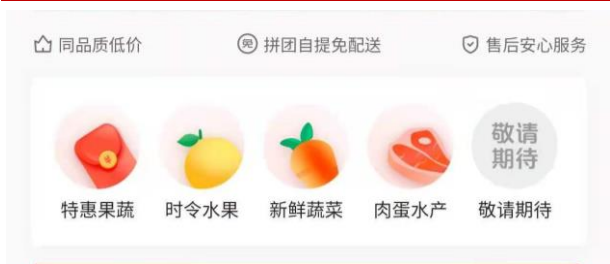 同品质低价 免 拼团自提免配送 售后安心服务
敬请
期待
特惠果蔬 时令水果 新鲜蔬菜 肉蛋水产 敬请期待